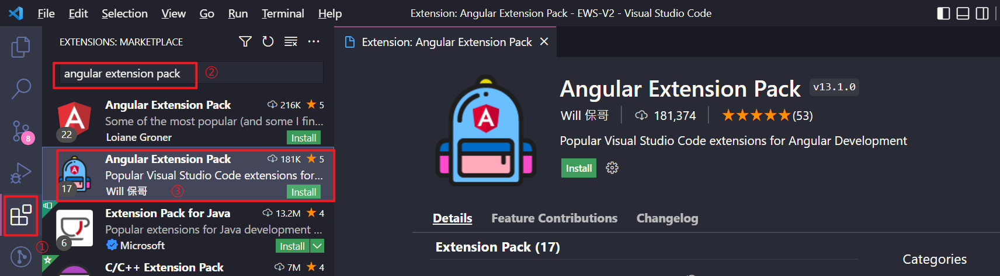 File Edit Selection View Go Run Terminal Help
Extension: Angular Extension Pack - EWS-V2 - Visual Studio Code
EXTENSIONS: MARKETPLACE
angular extension pack
②
Angular Extension Pack 216K ★ 5
Some of the most popular (and some I fin...
22
Loiane Groner Install
Angular Extension Pack 181K ★ 5
Popular Visual Studio Code extensions for...
17
Will 保哥 ③ Install
Extension Pack for Java 13.2M ★ 4
Popular extensions for Java development ...
6
Microsoft Install
C/C++ Extension Pack 7M ★ 4
8
①
Extension: Angular Extension Pack
Angular Extension Pack v13.1.0
Will 保哥 181,374 ★★★★★(53)
Popular Visual Studio Code extensions for Angular Development
Install
Details Feature Contributions Changelog
Extension Pack (17)
Categories